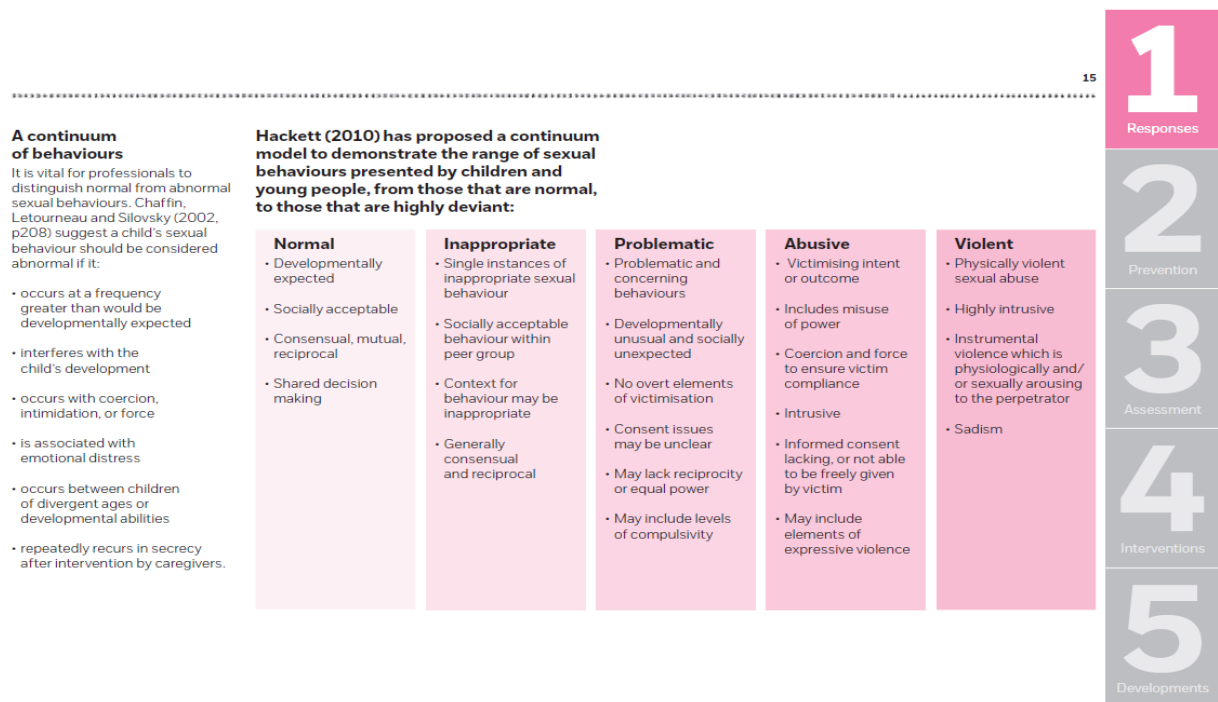 15
A continuum
of behaviours
It is vital for professionals to
distinguish normal from abnormal
sexual behaviours. Chaffin,
Letourneau and Silovsky (2002,
p208) suggest a child's sexual
behaviour should be considered
abnormal if it:
• occurs at a frequency
greater than would be
developmentally expected
• interferes with the
child's development
• occurs with coercion,
intimidation, or force
• is associated with
emotional distress
• occurs between children
of divergent ages or
developmental abilities
• repeatedly recurs in secrecy
after intervention by caregivers.
Hackett (2010) has proposed a continuum
model to demonstrate the range of sexual
behaviours presented by children and
young people, from those that are normal,
to those that are highly deviant:
Normal
• Developmentally
expected
• Socially acceptable
• Consensual, mutual,
reciprocal
• Shared decision
making
Inappropriate
• Single instances of
inappropriate sexual
behaviour
• Socially acceptable
behaviour within
peer group
• Context for
behaviour may be
inappropriate
• Generally
consensual
and reciprocal
Problematic
• Problematic and
concerning
behaviours
• Developmentally
unusual and socially
unexpected
• No overt elements
of victimisation
• Consent issues
may be unclear
• May lack reciprocity
or equal power
• May include levels
of compulsivity
Abusive
• Victimising intent
or outcome
• Includes misuse
of power
• Coercion and force
to ensure victim
compliance
• Intrusive
• Informed consent
lacking, or not able
to be freely given
by victim
• May include
elements of
expressive violence
Violent
• Physically violent
sexual abuse
• Highly intrusive
• Instrumental
violence which is
physiologically and/
or sexually arousing
to the perpetrator
• Sadism
1
Responses
2
Prevention
3
Assessment
4
Interventions
5
Developments